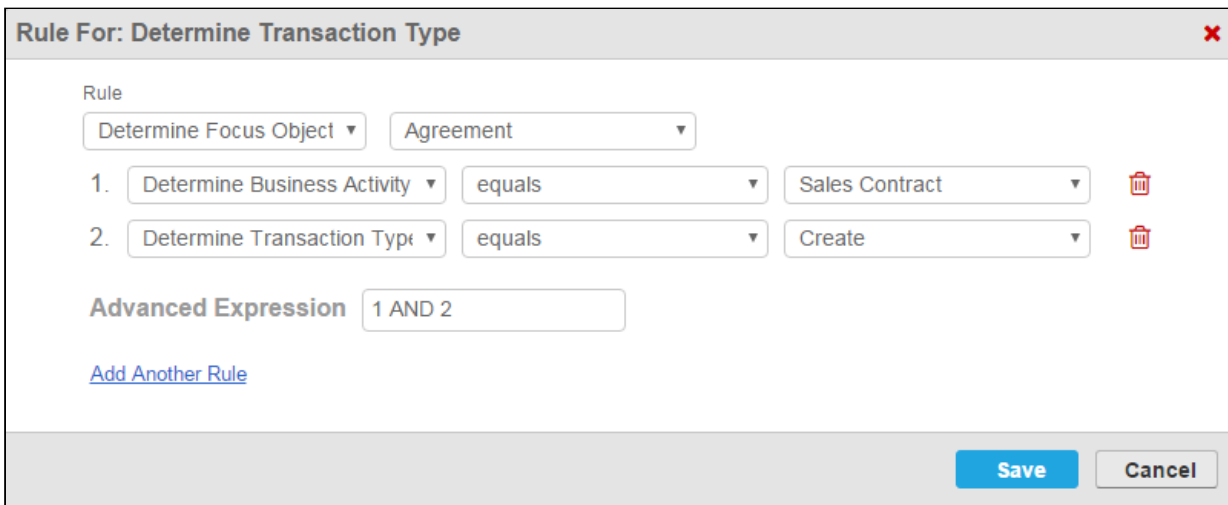 Rule For: Determine Transaction Type
Rule
Determine Focus Object Agreement
1. Determine Business Activity equals Sales Contract
2. Determine Transaction Type equals Create
Advanced Expression 1 AND 2
Add Another Rule
Save Cancel